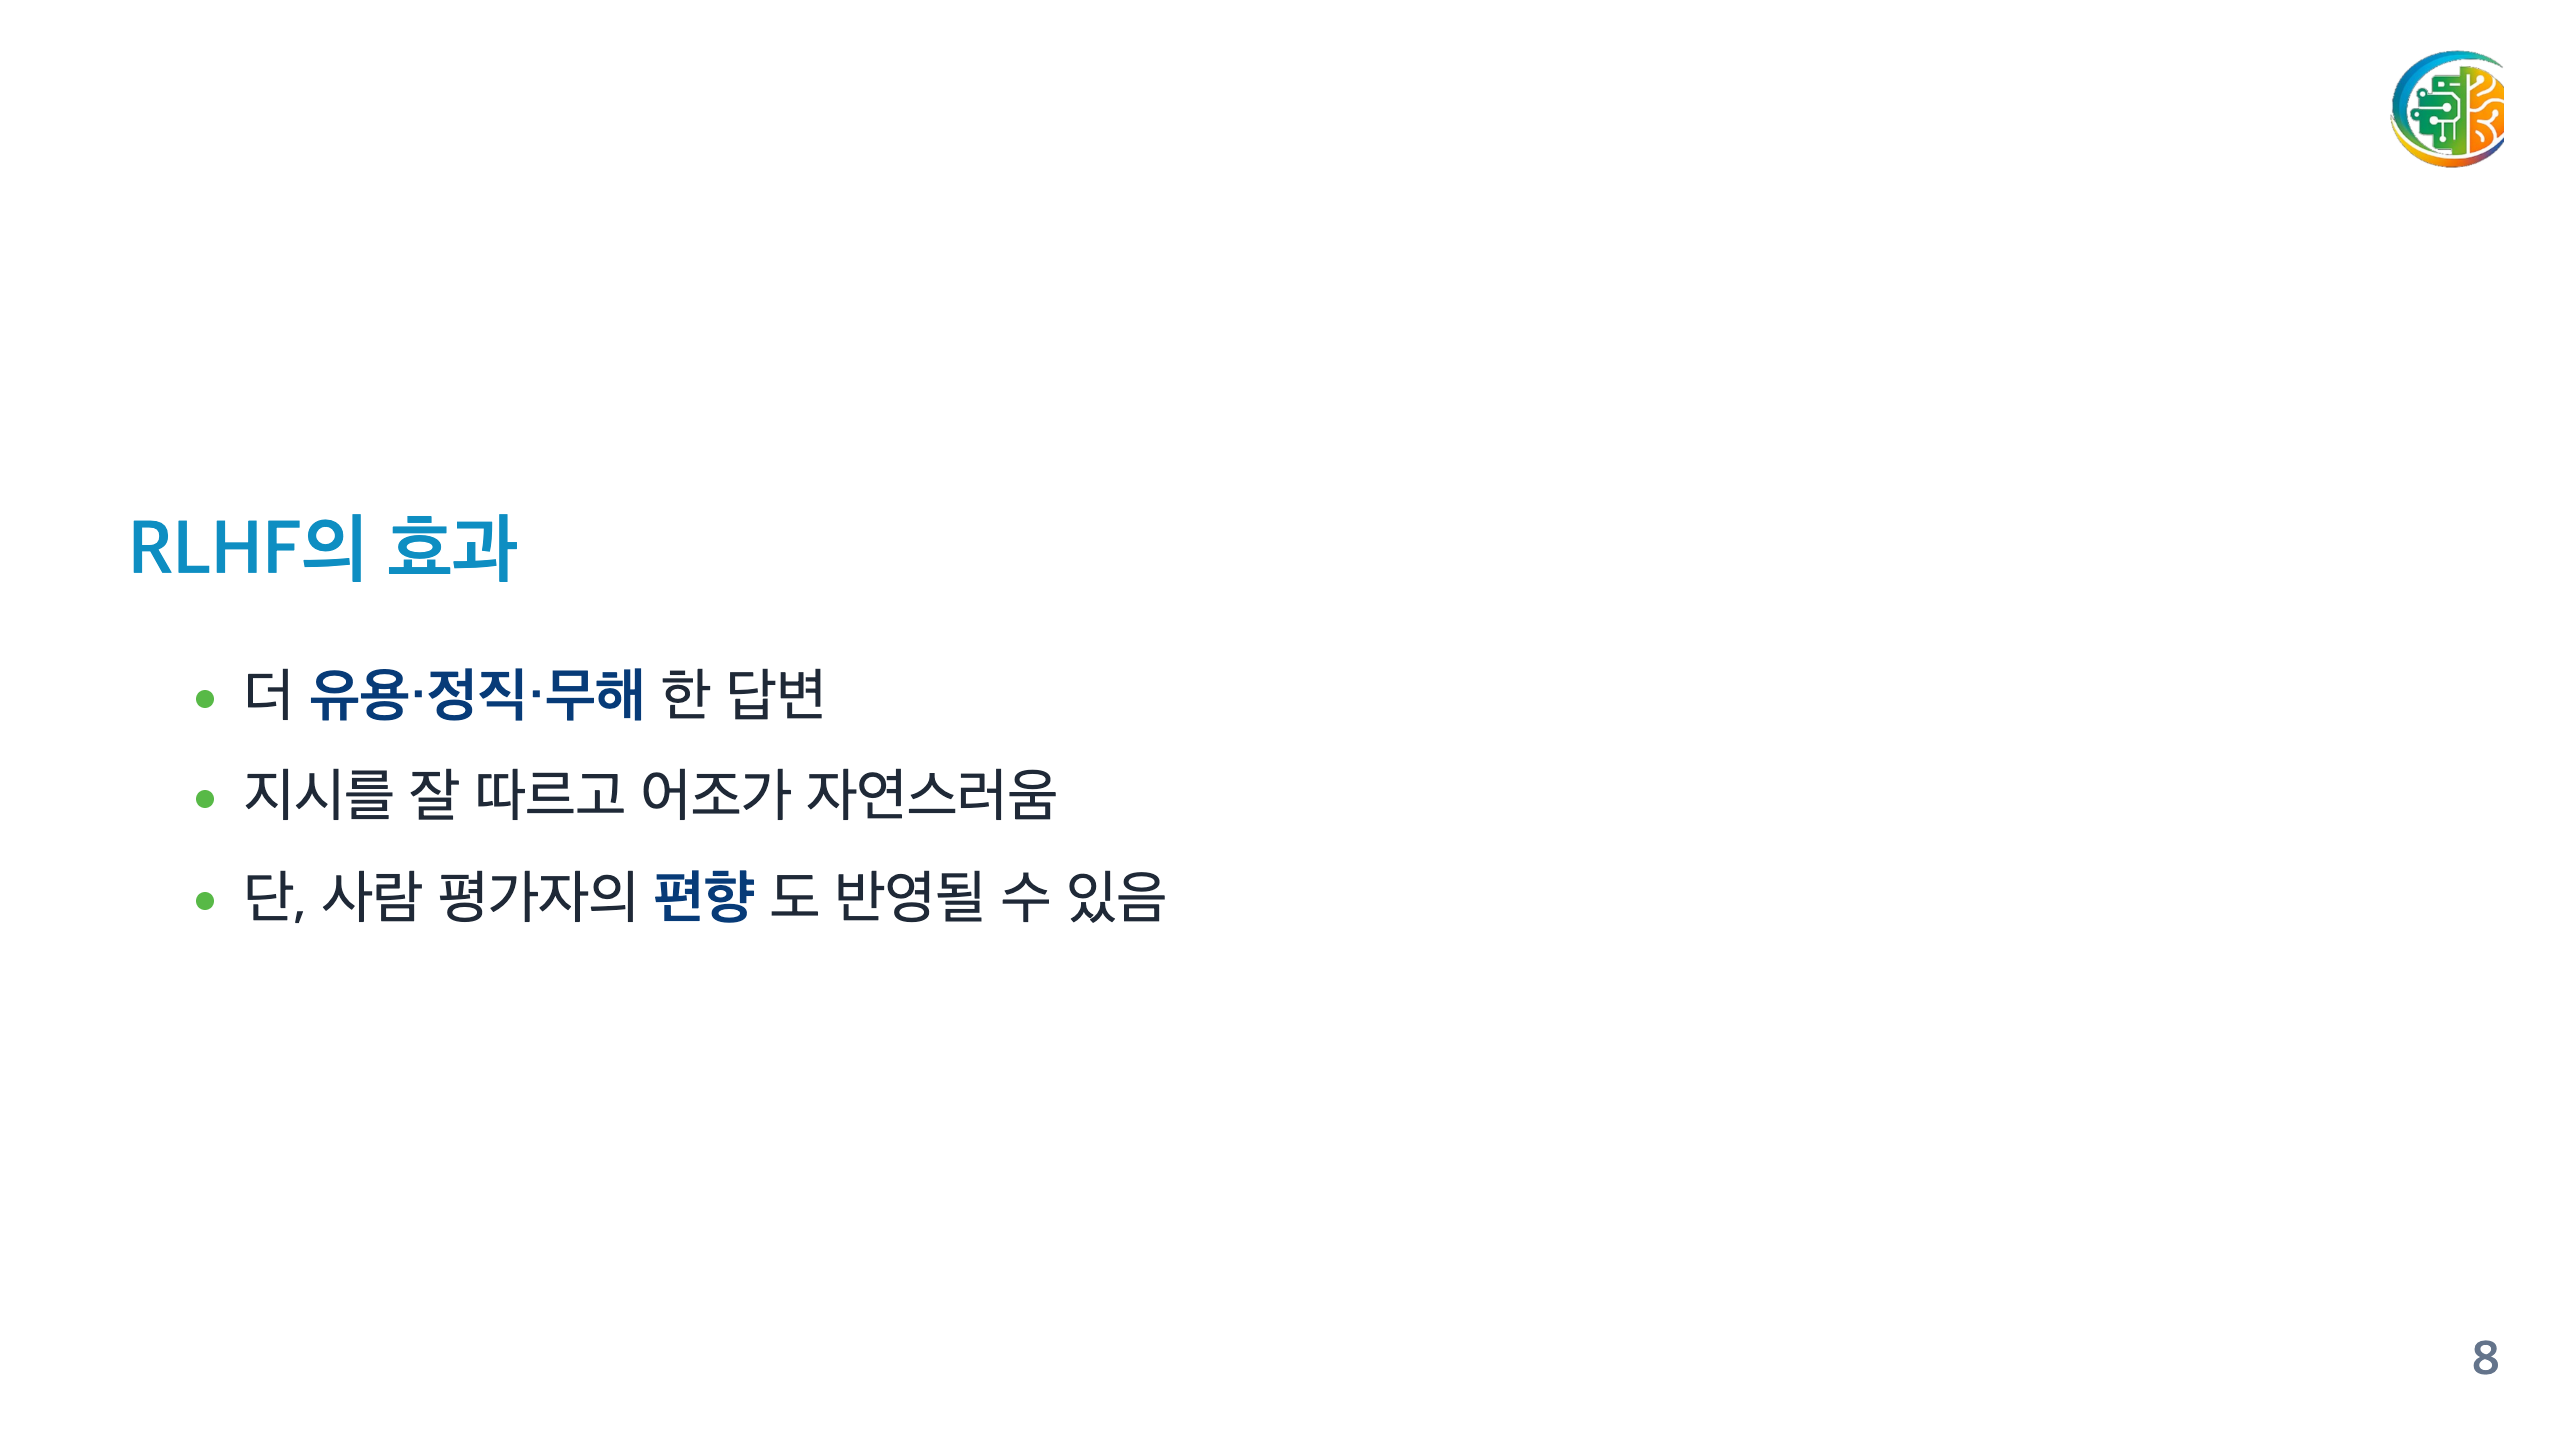 RLHF의 효과
• 더 유용·정직·무해 한 답변
• 지시를 잘 따르고 어조가 자연스러움
• 단, 사람 평가자의 편향 도 반영될 수 있음
8